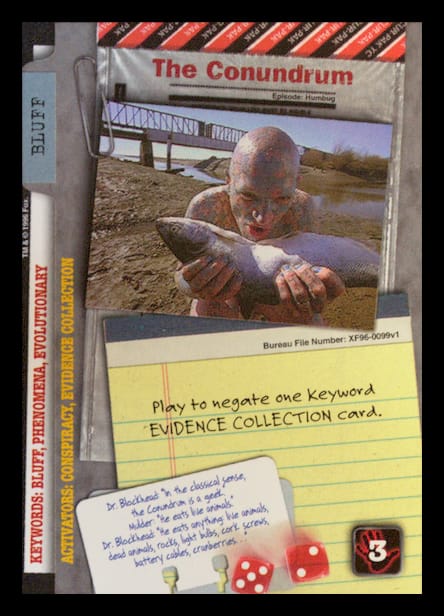 CUR-PAK
The Conundrum
Episode: Humbug
BLUFF
TM & © 1996 Fox.
KEYWORDS: BLUFF, PHENOMENA, EVOLUTIONARY
ACTIVATORS: CONSPIRACY, EVIDENCE COLLECTION
Bureau File Number: XF96-0099v1
Play to negate one keyword
EVIDENCE COLLECTION card.
Dr. Blockhead "In the classical sense,
the Conundrum is a geek.
Mulder: "He eats live animals."
Dr. Blockhead: "He eats anything: live animals,
dead animals, rocks, light bulbs, cork screws,
battery cables, cranberries. . ."
3